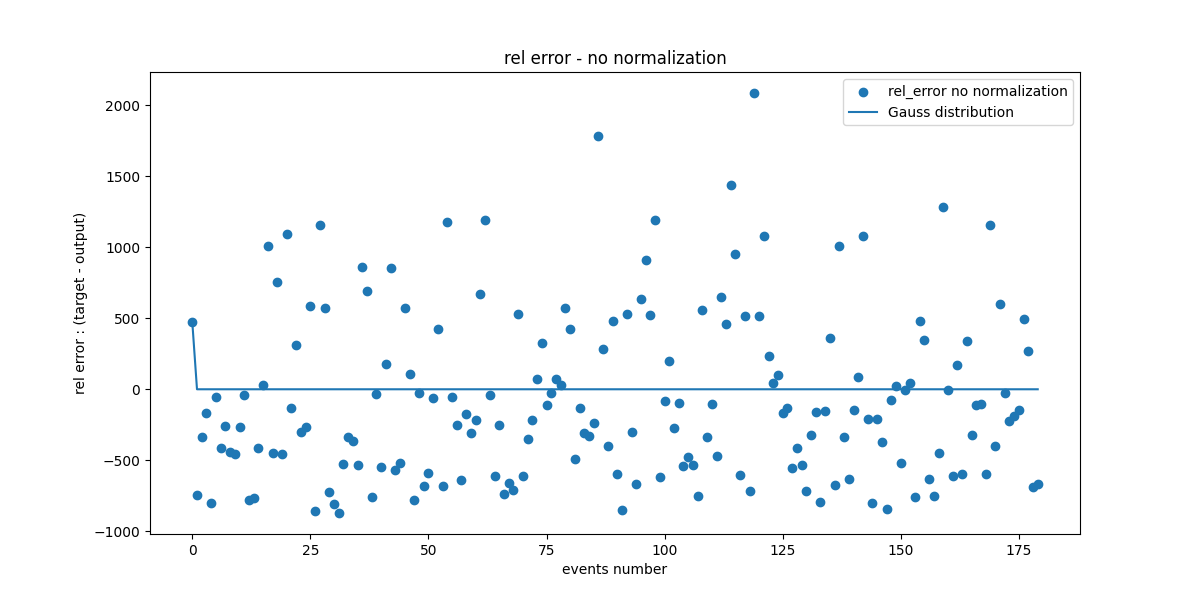 rel error - no normalization
rel_error no normalization
Gauss distribution
rel error : (target - output)
2000
1500
1000
500
0
−500
−1000
0 25 50 75 100 125 150 175
events number